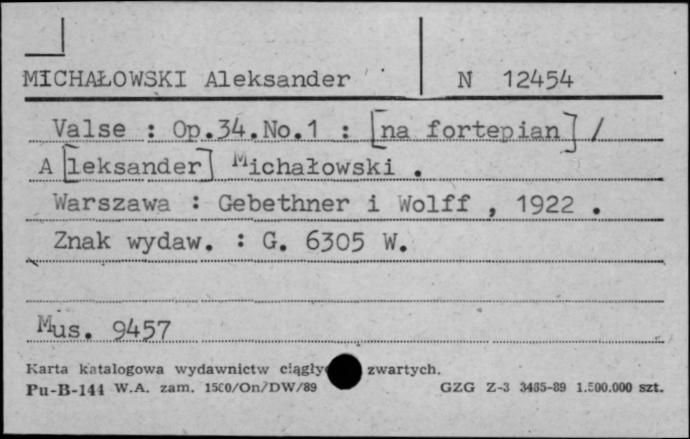 MICHAŁOWSKI Aleksander N 12454
Valse : Op.34.No.1 : [na fortepian] /
A[leksander] Michałowski .
Warszawa : Gebethner i Wolff , 1922 .
Znak wydaw. : G. 6305 W.
Mus. 9457
Karta katalogowa wydawnictw zwartych.
Pu-B-144 W.A. zam. 1500/On/DW/89 GZG Z-3 3485-89 1.500.000 szt.